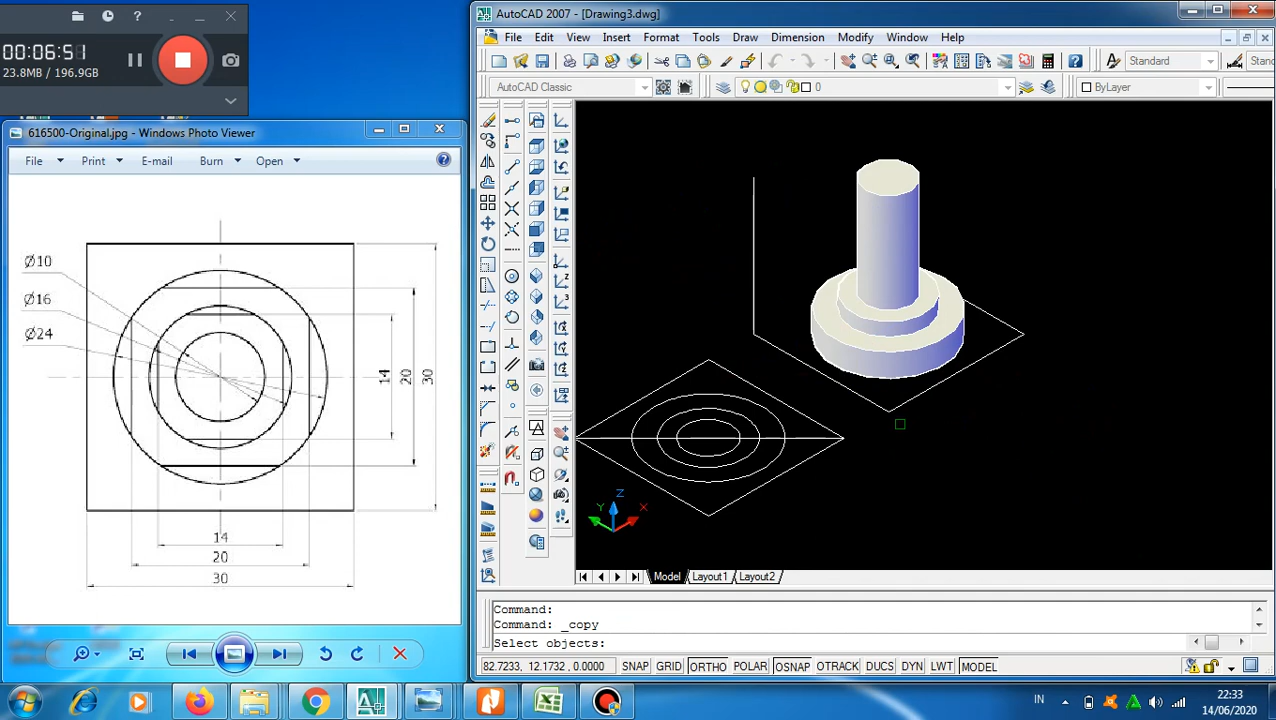 00:06:51
23.8MB / 196.9GB
616500-Original.jpg - Windows Photo Viewer
File Print E-mail Burn Open
Ø10
Ø16
Ø24
14
20
30
14
20
30
AutoCAD 2007 - [Drawing3.dwg]
File Edit View Insert Format Tools Draw Dimension Modify Window Help
Standard
AutoCAD Classic
0
ByLayer
Z
Y
X
Model Layout1 Layout2
Command:
Command: _copy
Select objects:
82.7233, 12.1732, 0.0000 SNAP GRID ORTHO POLAR OSNAP OTRACK DUCS DYN LWT MODEL
IN
22:33
14/06/2020